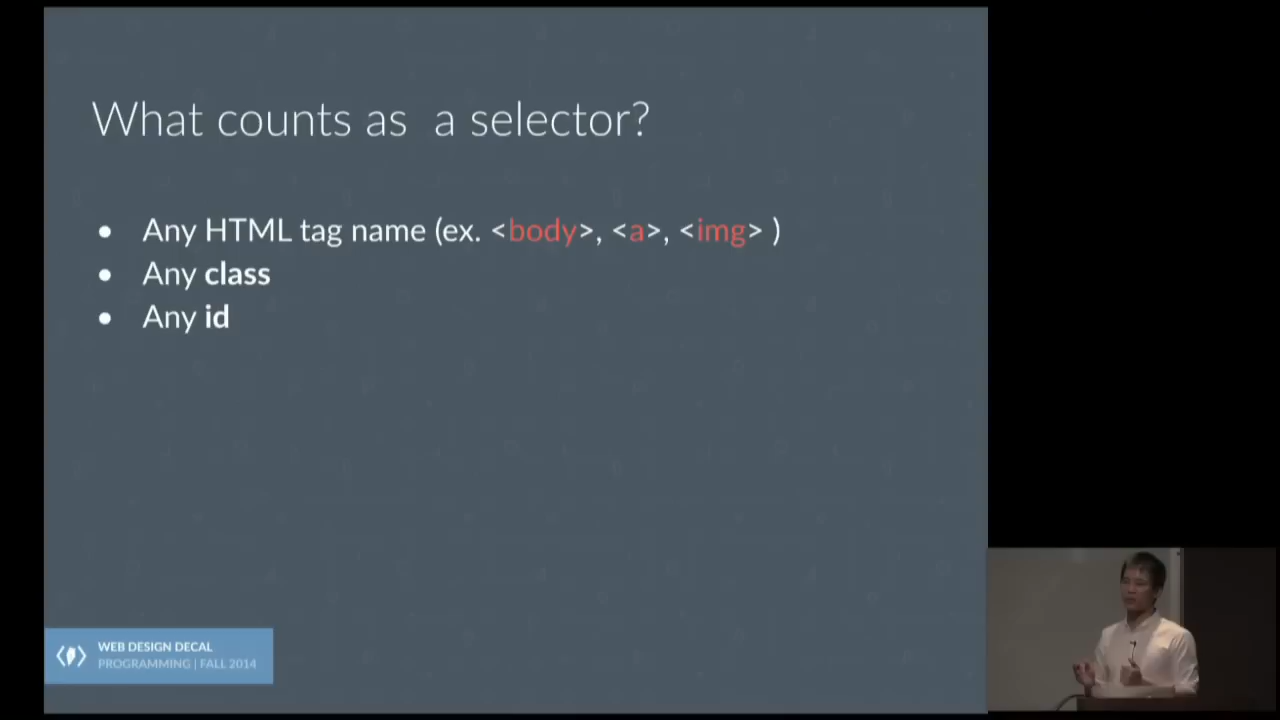 What counts as a selector?
• Any HTML tag name (ex. <body>, <a>, <img> )
• Any class
• Any id
WEB DESIGN DECAL
PROGRAMMING | FALL 2014